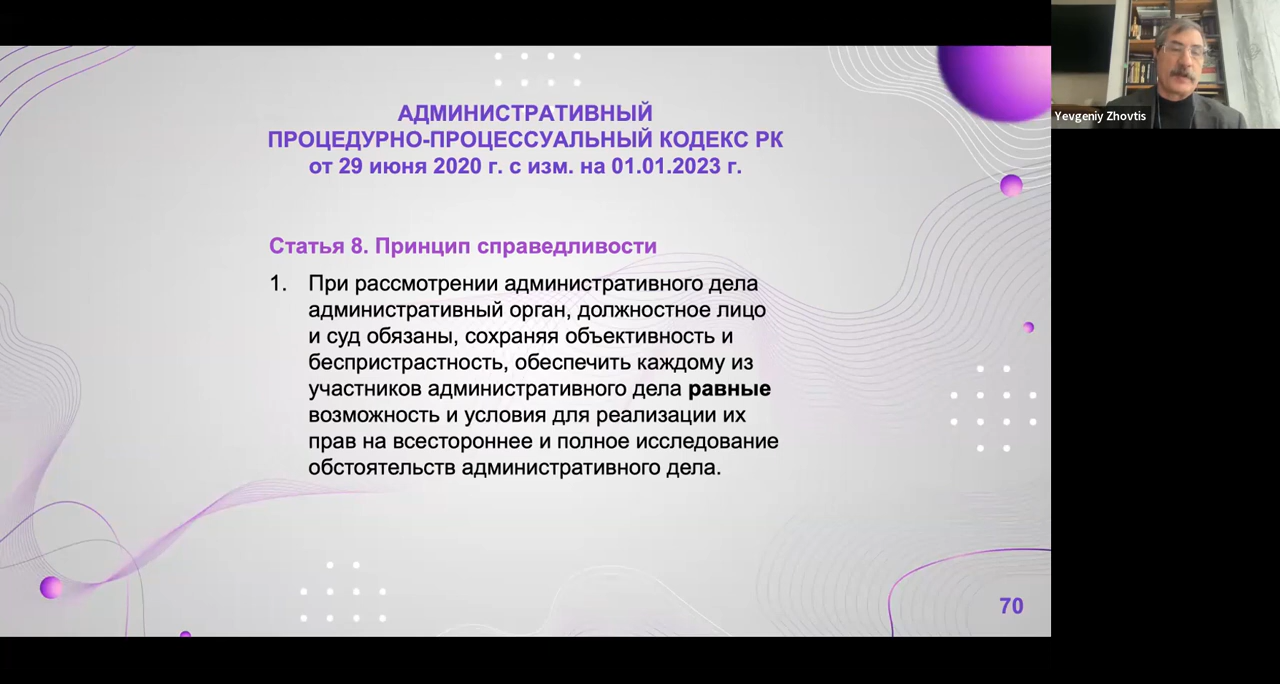 АДМИНИСТРАТИВНЫЙ
ПРОЦЕДУРНО-ПРОЦЕССУАЛЬНЫЙ КОДЕКС РК
от 29 июня 2020 г. с изм. на 01.01.2023 г.
Статья 8. Принцип справедливости
1. При рассмотрении административного дела
административный орган, должностное лицо
и суд обязаны, сохраняя объективность и
беспристрастность, обеспечить каждому из
участников административного дела равные
возможность и условия для реализации их
прав на всестороннее и полное исследование
обстоятельств административного дела.
70
Yevgeniy Zhovtis